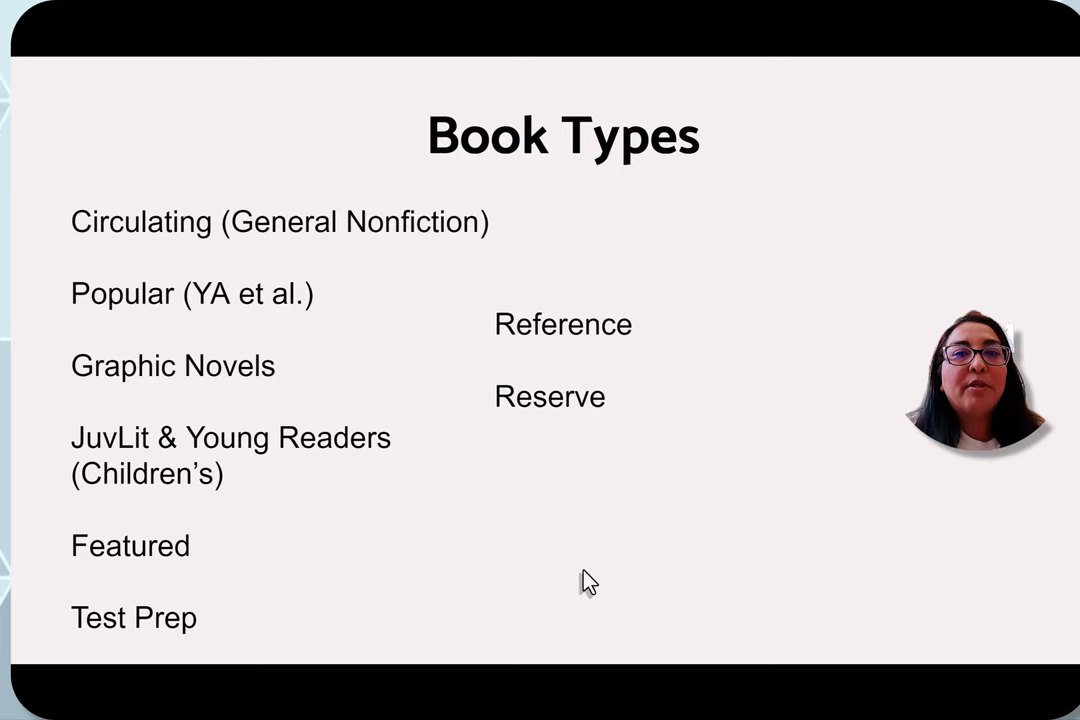 Book Types
Circulating (General Nonfiction)
Popular (YA et al.)
Graphic Novels
JuvLit & Young Readers
(Children’s)
Featured
Test Prep
Reference
Reserve